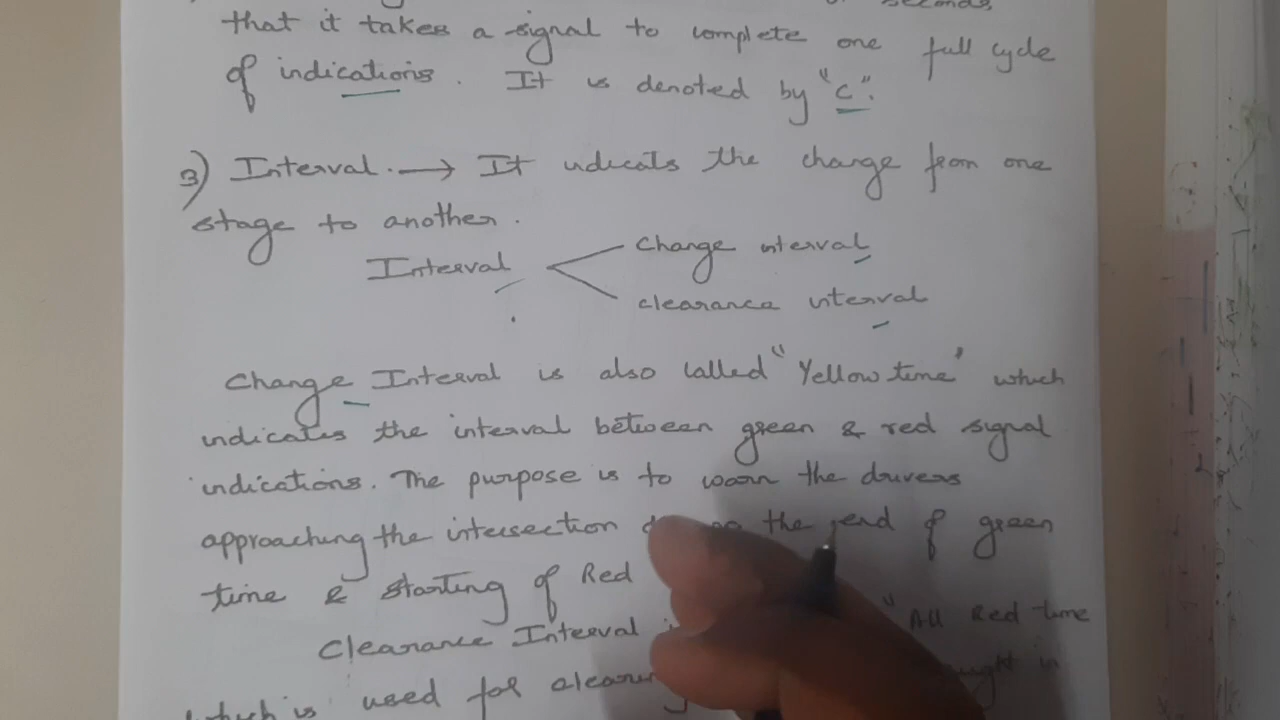 seconds
that it takes a signal to complete one full cycle
of indications. It is denoted by "c".
3) Interval. → It indicats the change from one
stage to another.
Interval
Change interval
clearance interval
Change Interval is also called "Yellow time" which
indicates the interval between green & red signal
indications. The purpose is to warn the drivers
approaching the intersection the end of green
time & starting of Red
Clearance Interval "All Red time
which is used for in